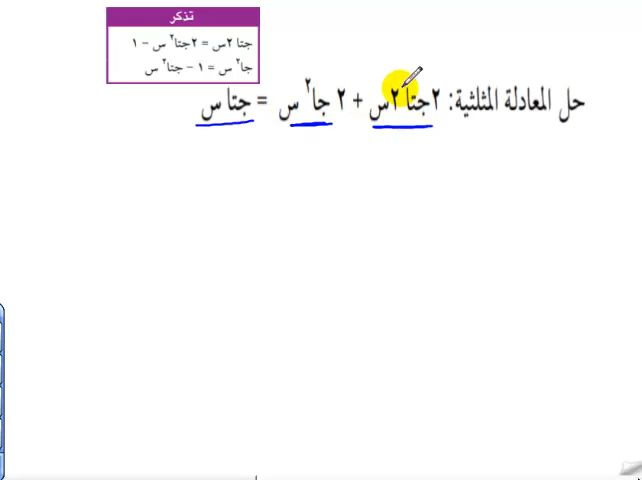 تذكر
جتا ٢س = ٢جتا٢ س − ١
جا٢ س = ١ − جتا٢ س
حل المعادلة المثلثية: ٢جتا ٢س + ٢ جا٢ س = جتا س